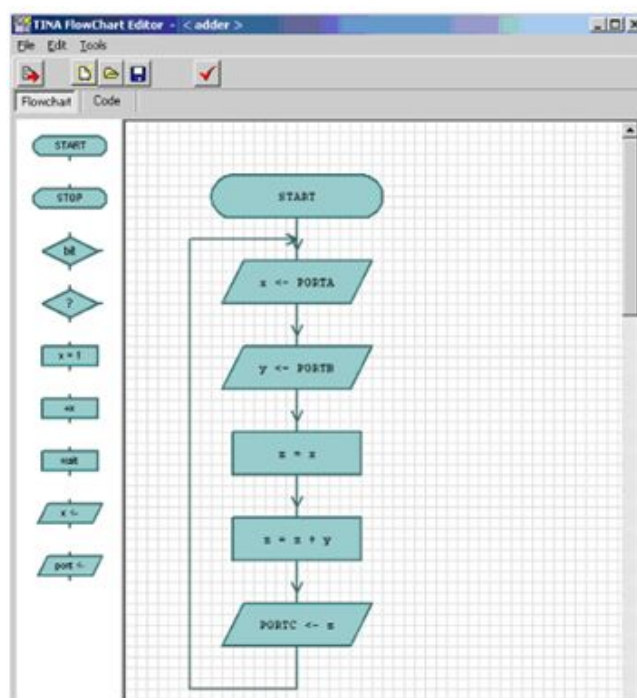 TINA FlowChart Editor - < adder >
File Edit Tools
Flowchart Code
START
STOP
bit
?
x = 1
wait
x <-
port <-
START
x <- PORTA
y <- PORTB
z = x
z = z + y
PORTC <- z